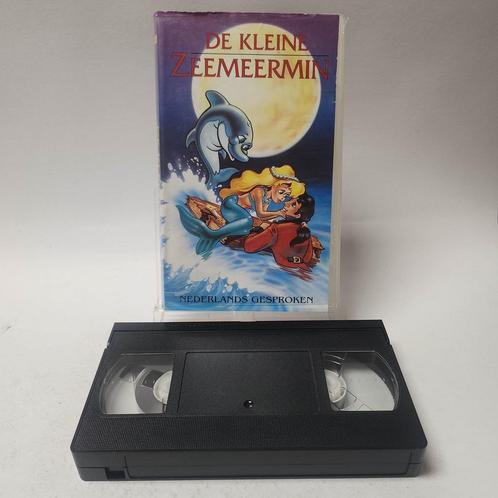 DE KLEINE
ZEEMEERMIN
NEDERLANDS GESPROKEN